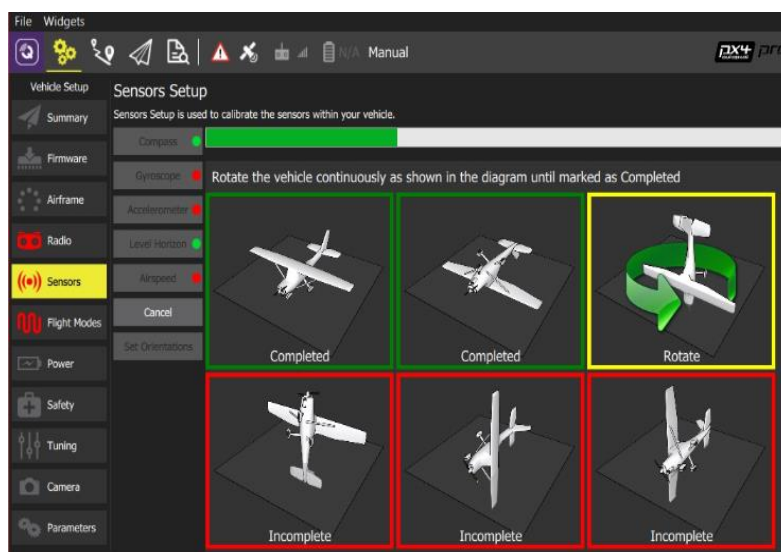 File Widgets
N/A Manual
px4 pro
Vehicle Setup
Sensors Setup
Sensors Setup is used to calibrate the sensors within your vehicle.
Summary
Firmware
Airframe
Radio
Sensors
Flight Modes
Power
Safety
Tuning
Camera
Parameters
Compass
Gyroscope
Accelerometer
Level Horizon
Airspeed
Cancel
Set Orientations
Rotate the vehicle continuously as shown in the diagram until marked as Completed
Completed Completed Rotate
Incomplete Incomplete Incomplete